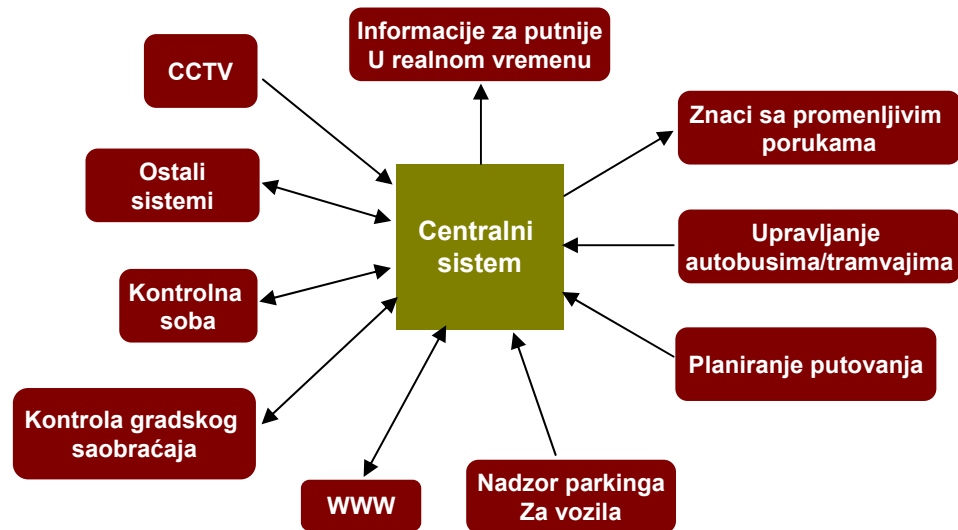 Informacije za putnije
U realnom vremenu
CCTV
Znaci sa promenljivim
porukama
Ostali
sistemi
Centralni
sistem
Upravljanje
autobusima/tramvajima
Kontrolna
soba
Planiranje putovanja
Kontrola gradskog
saobraćaja
Nadzor parkinga
Za vozila
WWW